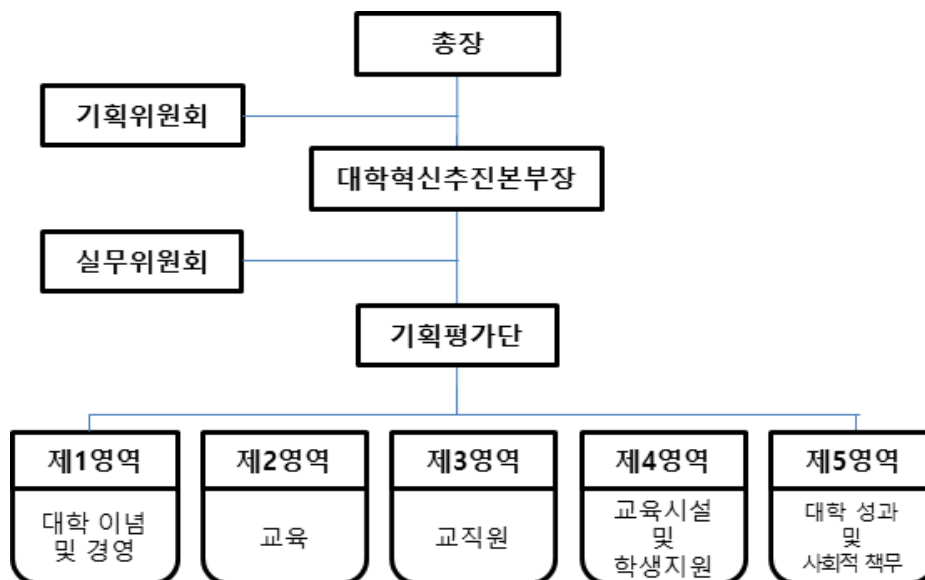 총장
기획위원회
대학혁신추진본부장
실무위원회
기획평가단
제1영역
제2영역
제3영역
제4영역
제5영역
대학 이념
및 경영
교육
교직원
교육시설
및
학생지원
대학 성과
및
사회적 책무